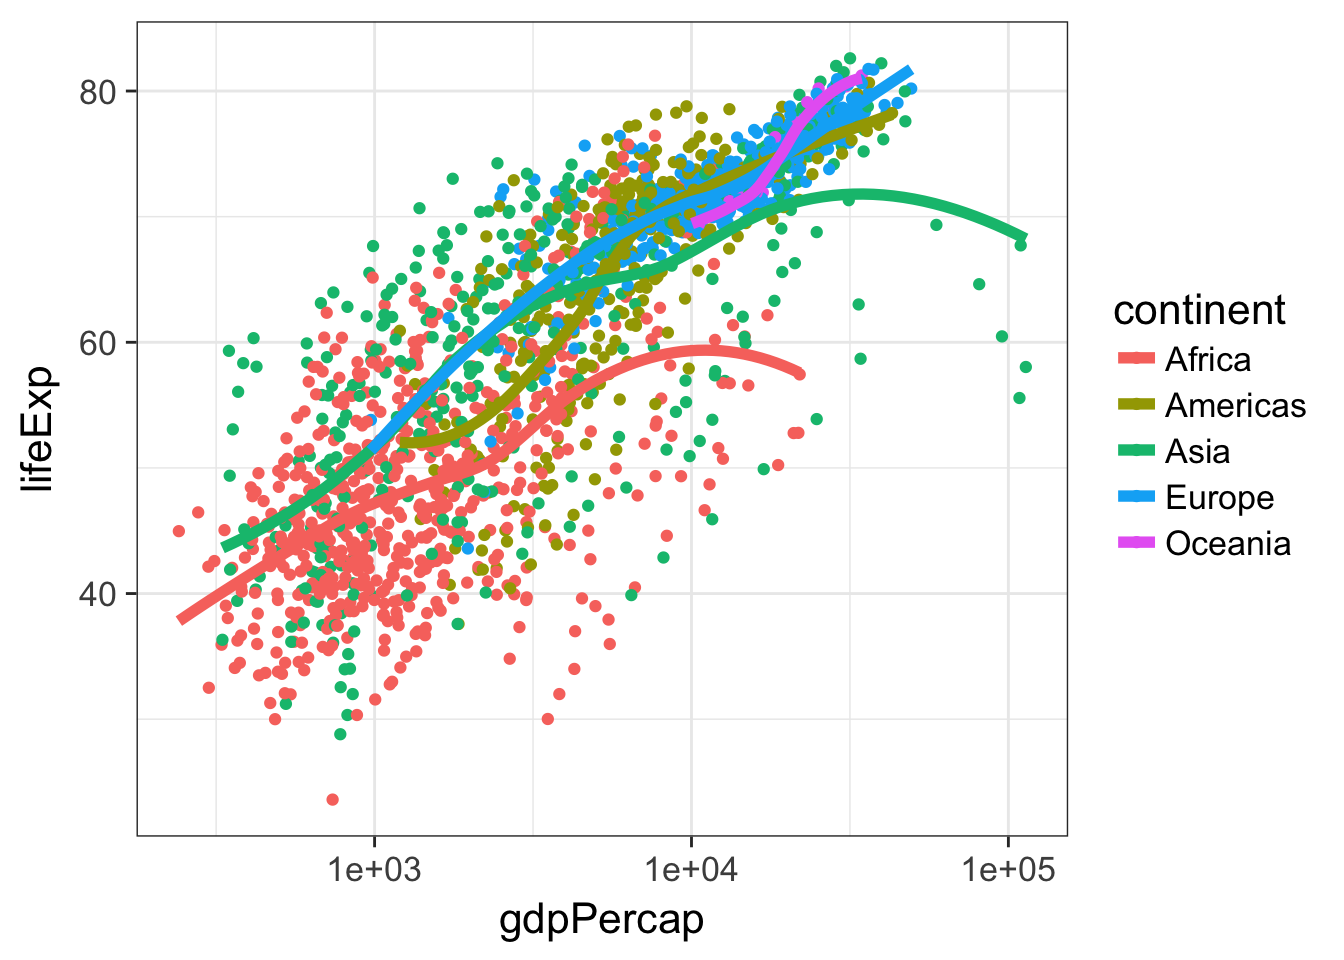 lifeExp
80
60
40
1e+03
1e+04
1e+05
gdpPercap
continent
Africa
Americas
Asia
Europe
Oceania